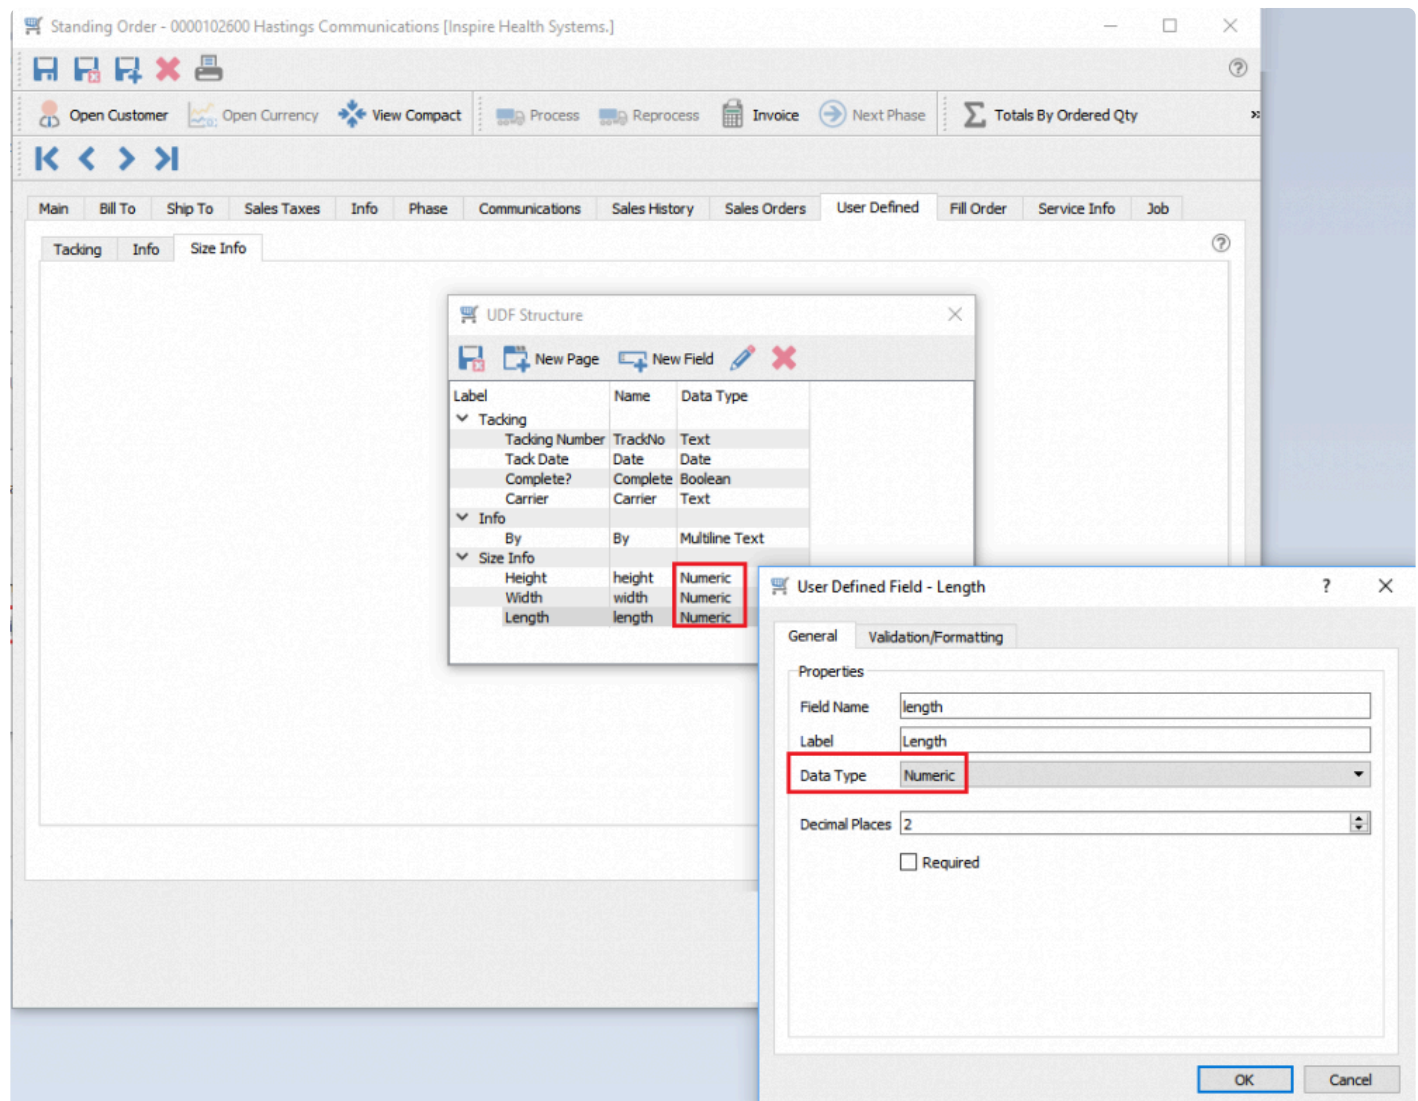 Standing Order - 0000102600 Hastings Communications [Inspire Health Systems.]
Open Customer Open Currency View Compact Process Reprocess Invoice Next Phase Totals By Ordered Qty »
Main Bill To Ship To Sales Taxes Info Phase Communications Sales History Sales Orders User Defined Fill Order Service Info Job
Tacking Info Size Info
UDF Structure
New Page New Field
Label Name Data Type
Tacking
Tacking Number TrackNo Text
Tack Date Date Date
Complete? Complete Boolean
Carrier Carrier Text
Info
By By Multiline Text
Size Info
Height height Numeric
Width width Numeric
Length length Numeric
User Defined Field - Length ?
General Validation/Formatting
Properties
Field Name length
Label Length
Data Type Numeric
Decimal Places 2
Required
OK Cancel